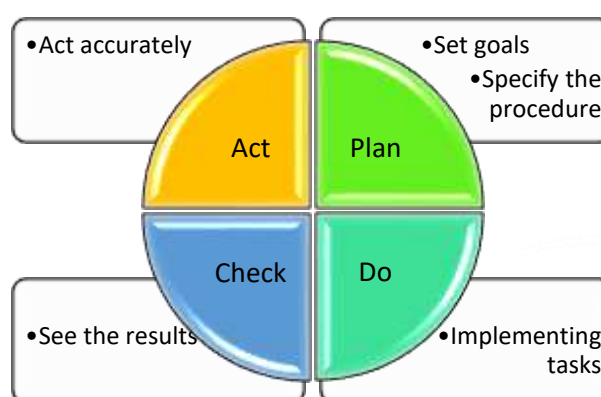 •Act accurately
•Set goals
•Specify the
procedure
Act
Plan
Check
Do
•See the results
•Implementing
tasks